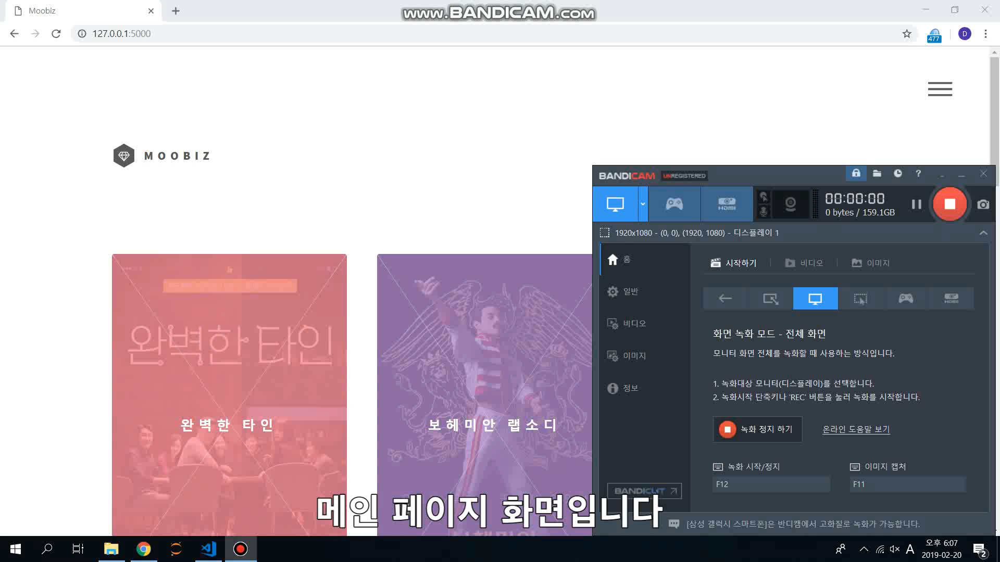 Moobiz
www.BANDICAM.com
127.0.0.1:5000
477
D
MOOBIZ
BANDICAM UNREGISTERED
HDMI
00:00:00
0 bytes / 159.1GB
1920x1080 - (0, 0), (1920, 1080) - 디스플레이 1
홈
시작하기
비디오
이미지
일반
비디오
이미지
정보
화면 녹화 모드 - 전체 화면
모니터 화면 전체를 녹화할 때 사용하는 방식입니다.
1. 녹화대상 모니터(디스플레이)를 선택합니다.
2. 녹화시작 단축키나 'REC' 버튼을 눌러 녹화를 시작합니다.
녹화 정지 하기
온라인 도움말 보기
녹화 시작/정지
이미지 캡처
F12
F11
BANDICUT
[삼성 갤럭시 스마트폰]은 반디캠에서 고화질로 녹화가 가능합니다.
완벽한 타인
완벽한 타인
보헤미안 랩소디
메인 페이지 화면입니다
A
오후 6:07
2019-02-20
2